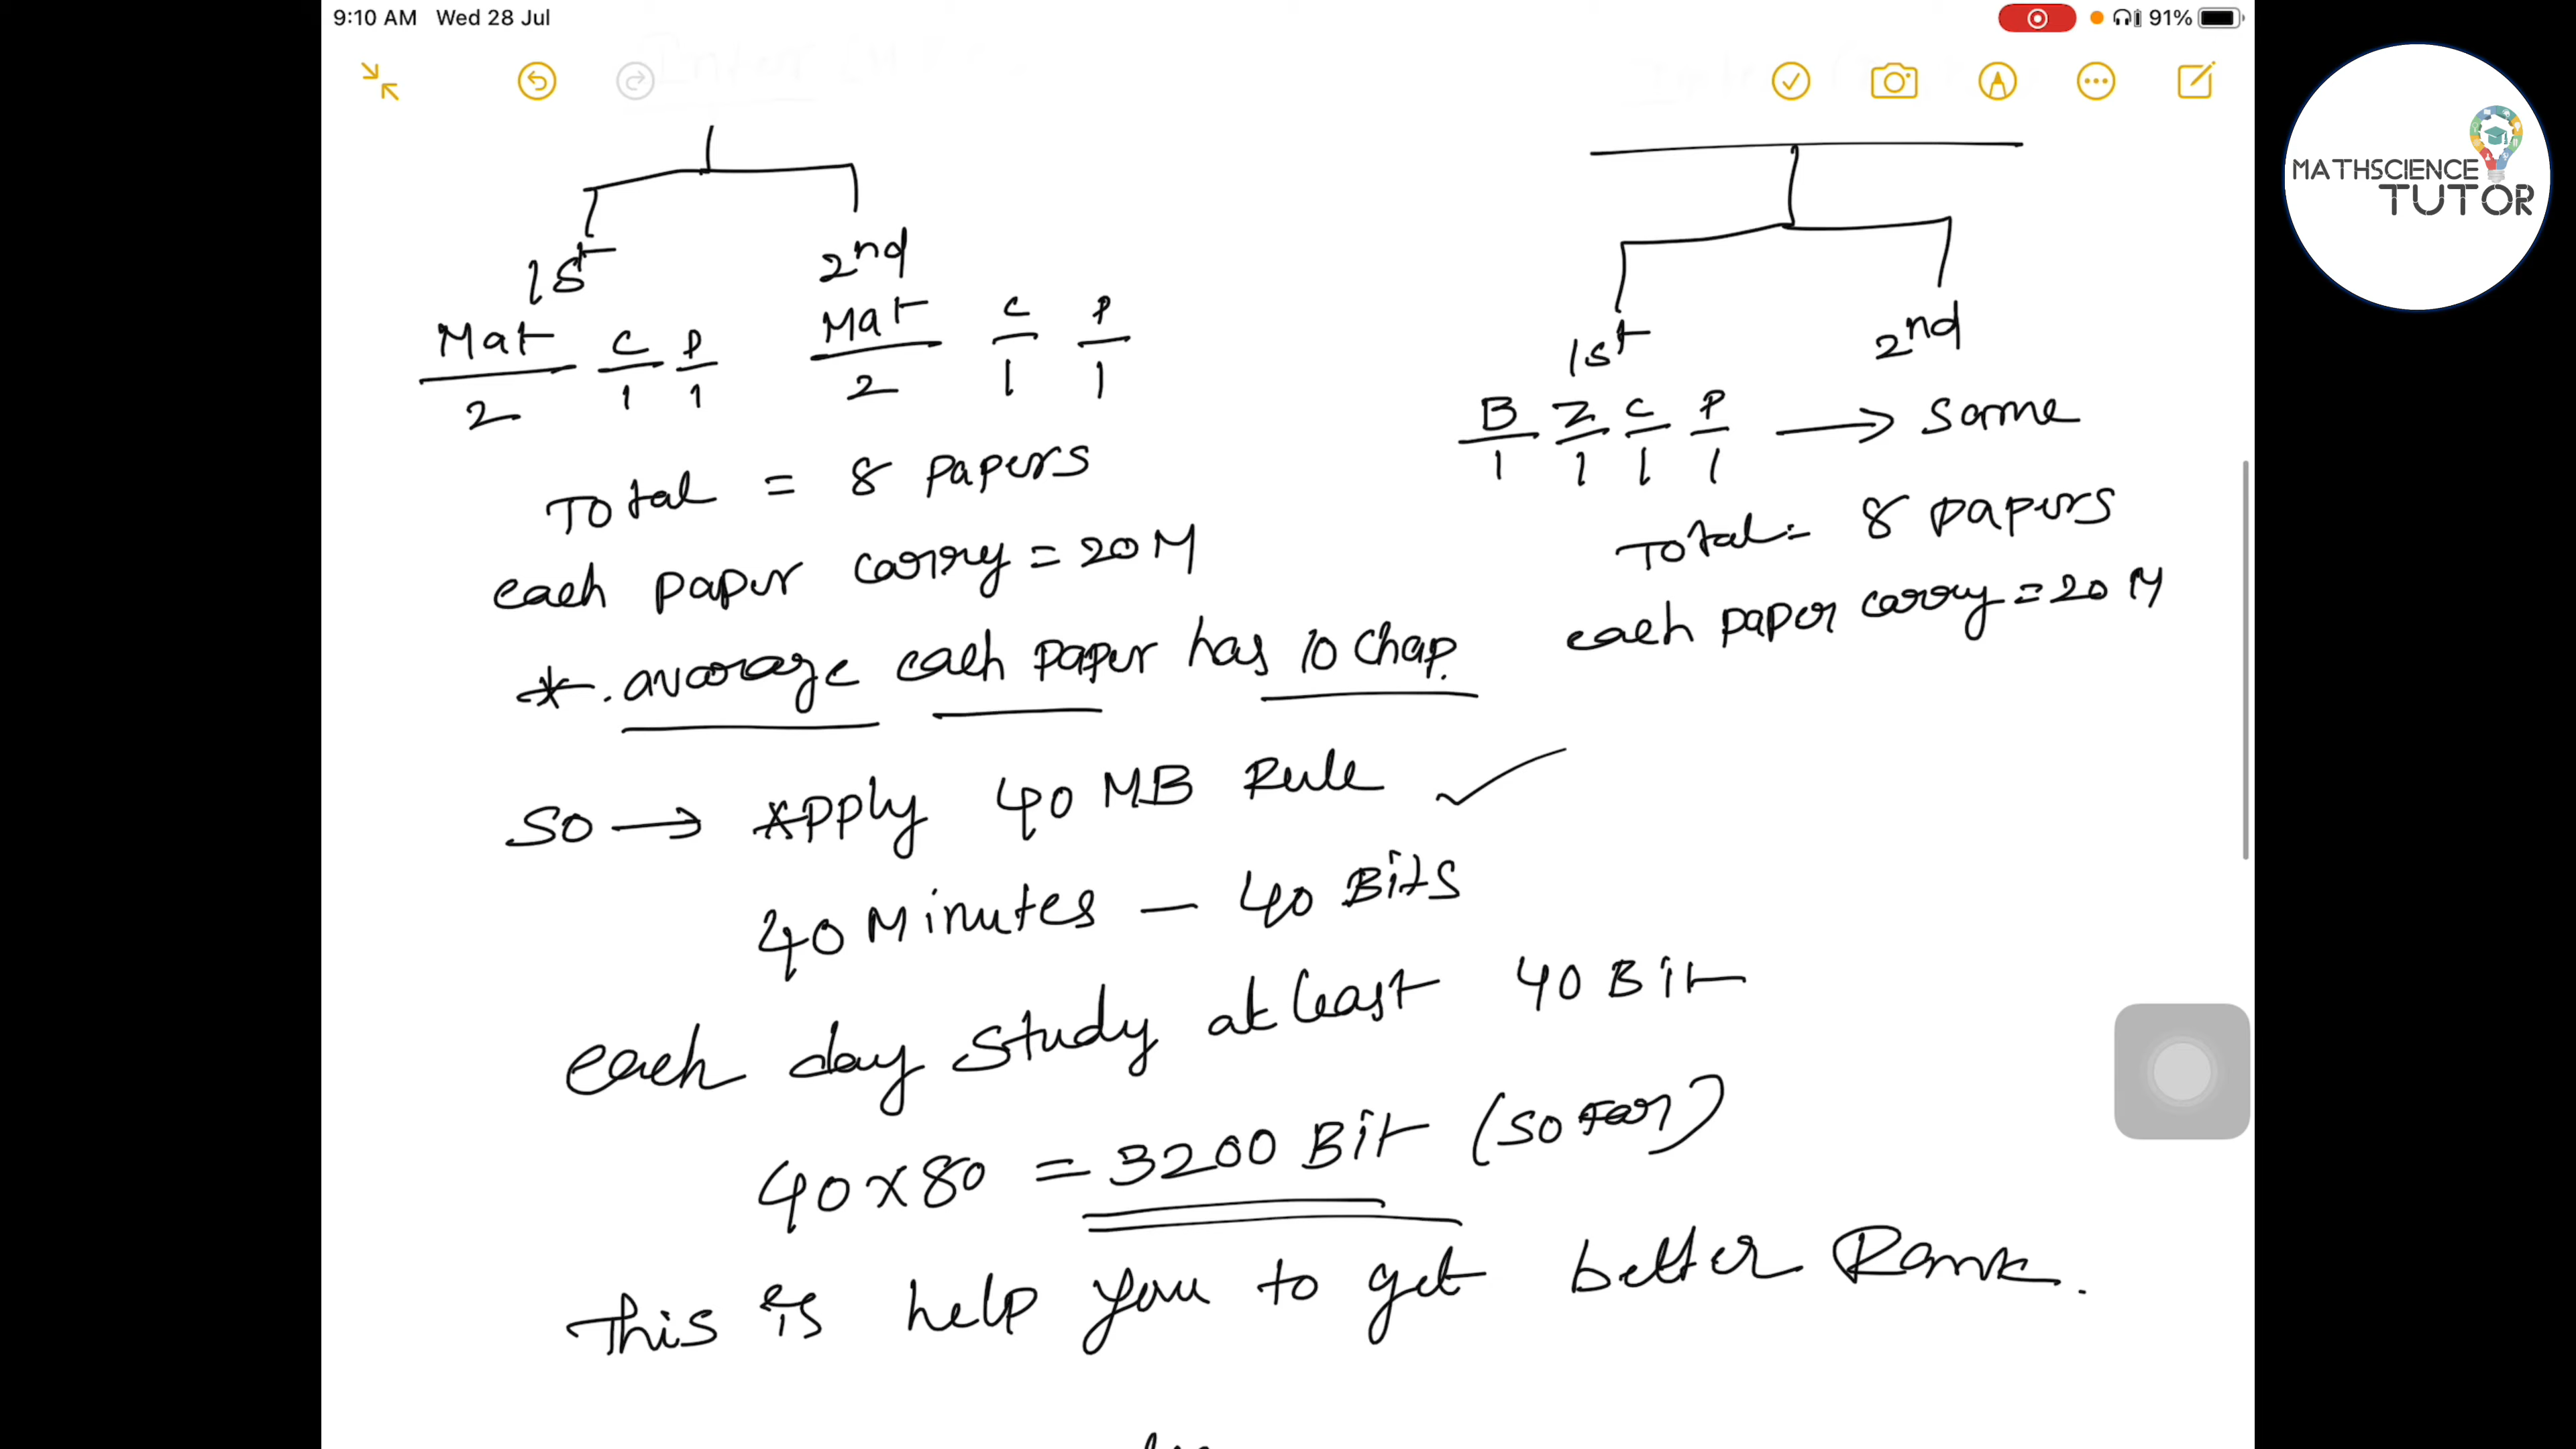 9:10 AM Wed 28 Jul
91%
MATHSCIENCE
TUTOR
1st
2nd
Mat C P
2 1 1
Mat C P
2 1 1
Total = 8 Papers
each paper carry = 20 M
*. average each paper has 10 Chap.
1st
2nd
B Z C P → Same
1 1 1 1
Total = 8 papers
each paper carry = 20 M
SO → Apply 40 MB Rule ✓
40 Minutes — 40 Bits
each day study at least 40 Bit
40 x 80 = 3200 Bit (so Far)
This is help you to get better Rank.